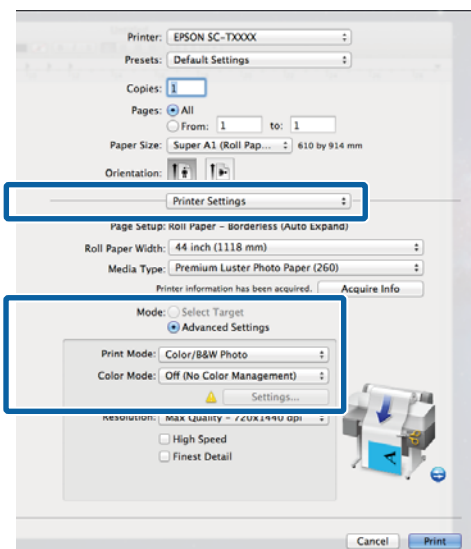 Printer: EPSON SC-TXXXX
Presets: Default Settings
Copies: 1
Pages: All
From: 1 to: 1
Paper Size: Super A1 (Roll Pap... 610 by 914 mm
Orientation:
Printer Settings
Page Setup: Roll Paper - Borderless (Auto Expand)
Roll Paper Width: 44 inch (1118 mm)
Media Type: Premium Luster Photo Paper (260)
Printer information has been acquired. Acquire Info
Mode: Select Target
Advanced Settings
Print Mode: Color/B&W Photo
Color Mode: Off (No Color Management)
Settings...
Resolution: Max Quality - 720x1440 dpi
High Speed
Finest Detail
A
Cancel Print